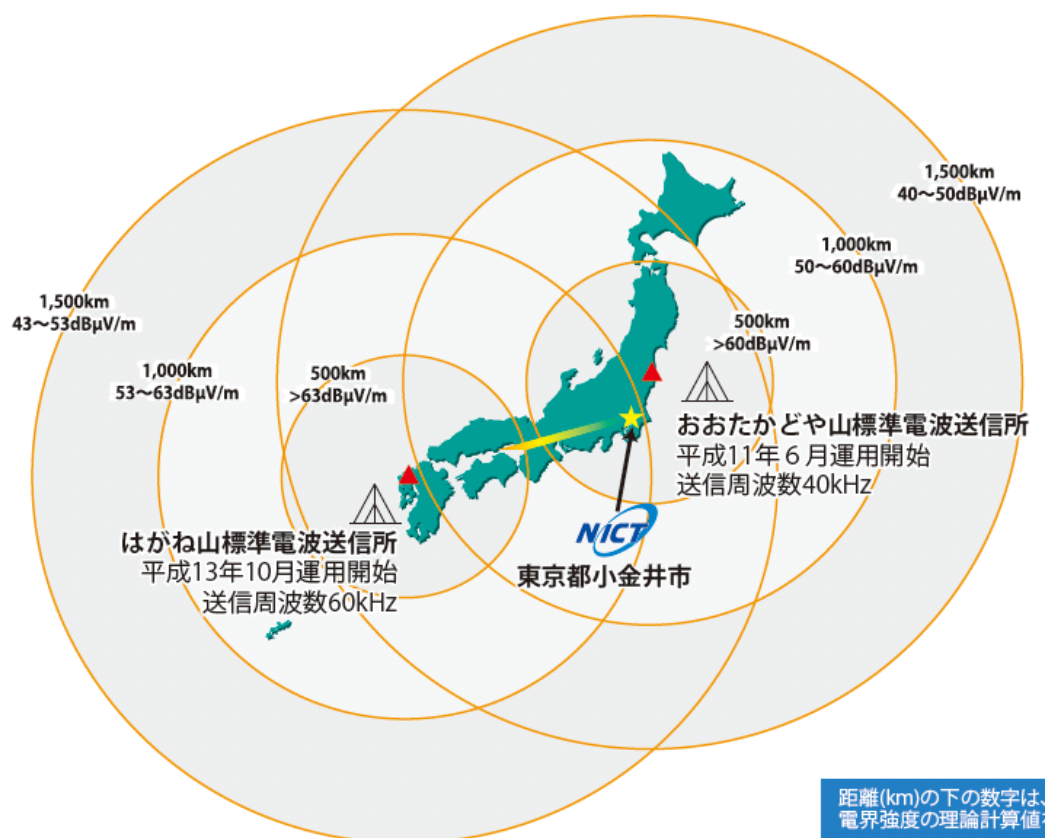 1,500km
40～50dBμV/m
1,000km
50～60dBμV/m
500km
>60dBμV/m
1,500km
43～53dBμV/m
1,000km
53～63dBμV/m
500km
>63dBμV/m
おおたかどや山標準電波送信所
平成11年６月運用開始
送信周波数40kHz
NICT
東京都小金井市
はがね山標準電波送信所
平成13年10月運用開始
送信周波数60kHz
距離(km)の下の数字は、
電界強度の理論計算値